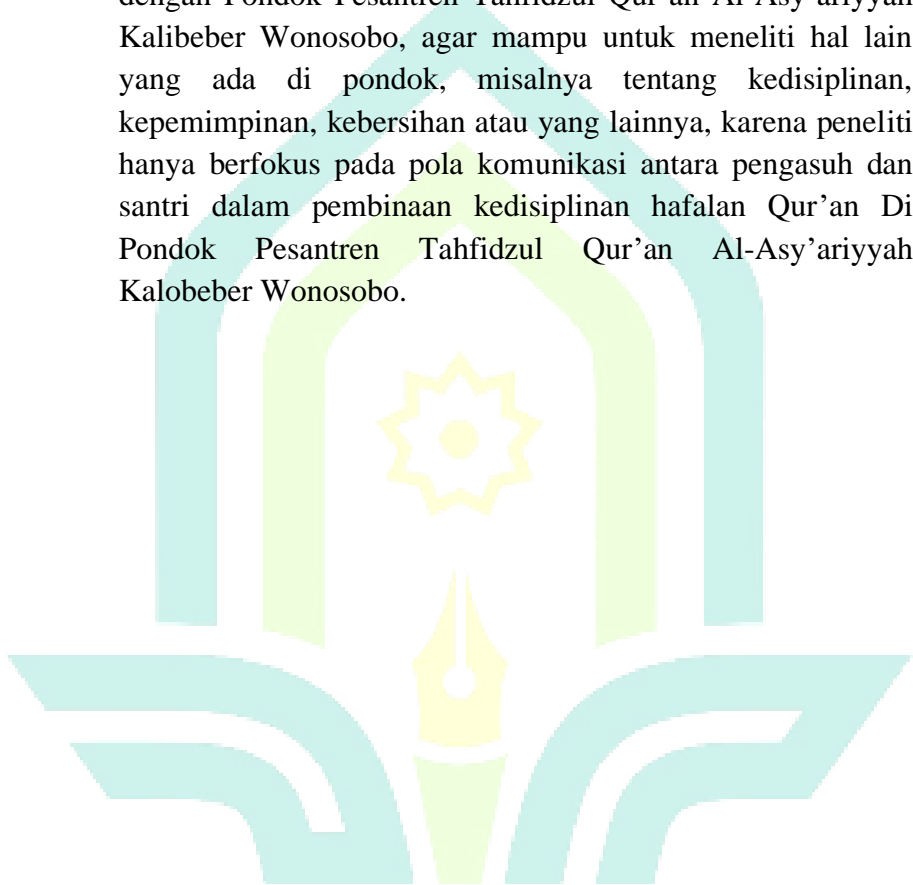 dengan Pondok Pesantren Tahfidzul Qur'an Al-Asy'ariyyah
Kalibeber Wonosobo, agar mampu untuk meneliti hal lain
yang ada di pondok, misalnya tentang kedisiplinan,
kepemimpinan, kebersihan atau yang lainnya, karena peneliti
hanya berfokus pada pola komunikasi antara pengasuh dan
santri dalam pembinaan kedisiplinan hafalan Qur'an Di
Pondok Pesantren Tahfidzul Qur'an Al-Asy'ariyyah
Kalobeber Wonosobo.